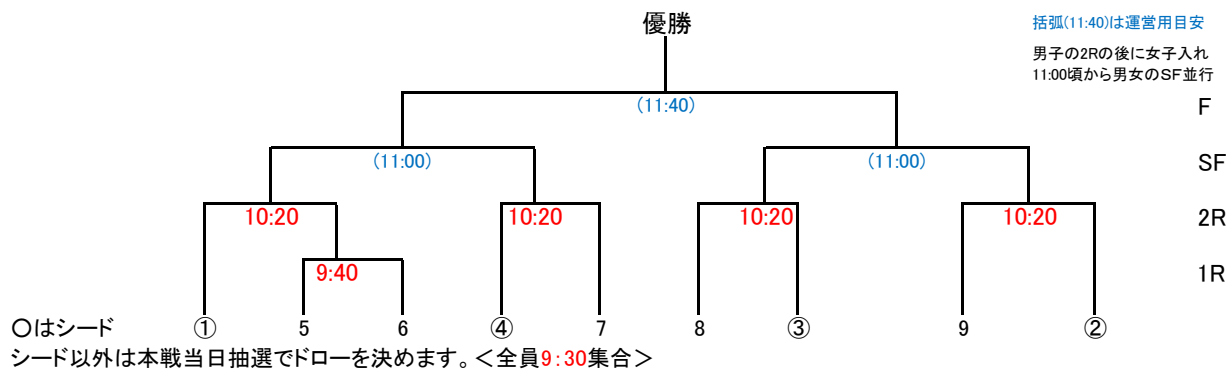 優勝
括弧(11:40)は運営用目安
男子の2Rの後に女子入れ
11:00頃から男女のSF並行
(11:40)
F
(11:00) (11:00)
SF
10:20 10:20 10:20 10:20
2R
9:40
1R
〇はシード ① 5 6 ④ 7 8 ③ 9 ②
シード以外は本戦当日抽選でドローを決めます。＜全員9:30集合＞